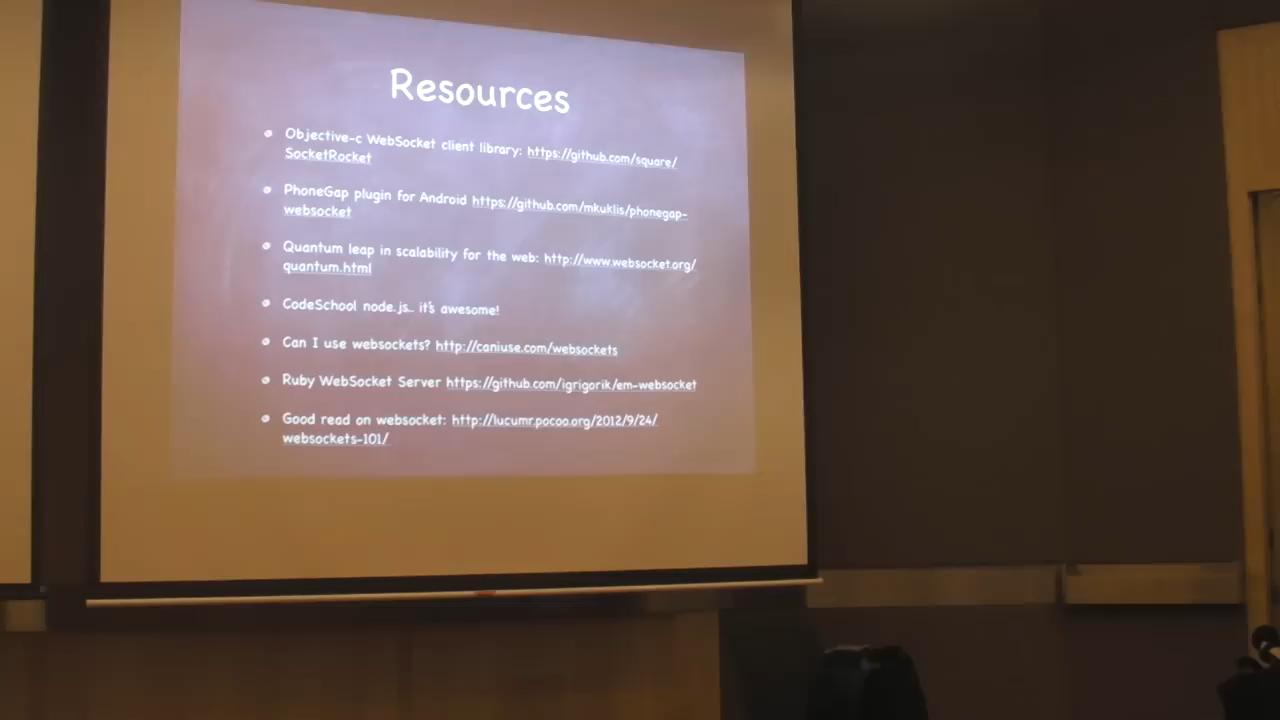 Resources
Objective-c WebSocket client library: https://github.com/square/
SocketRocket
PhoneGap plugin for Android https://github.com/mkuklis/phonegap-
websocket
Quantum leap in scalability for the web: http://www.websocket.org/
quantum.html
CodeSchool node.js... it's awesome!
Can I use websockets? http://caniuse.com/websockets
Ruby WebSocket Server https://github.com/igrigorik/em-websocket
Good read on websocket: http://lucumr.pocoo.org/2012/9/24/
websockets-101/